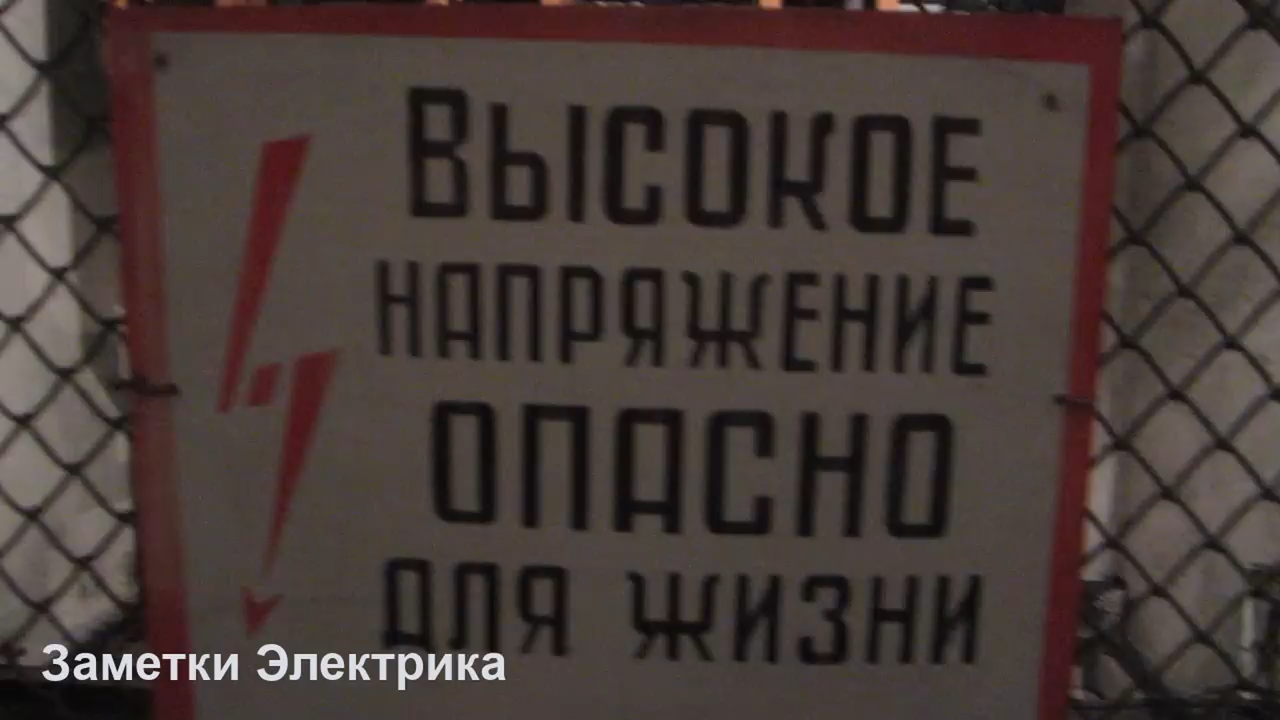 ВЫСОКОЕ
НАПРЯЖЕНИЕ
ОПАСНО
ДЛЯ ЖИЗНИ
Заметки Электрика